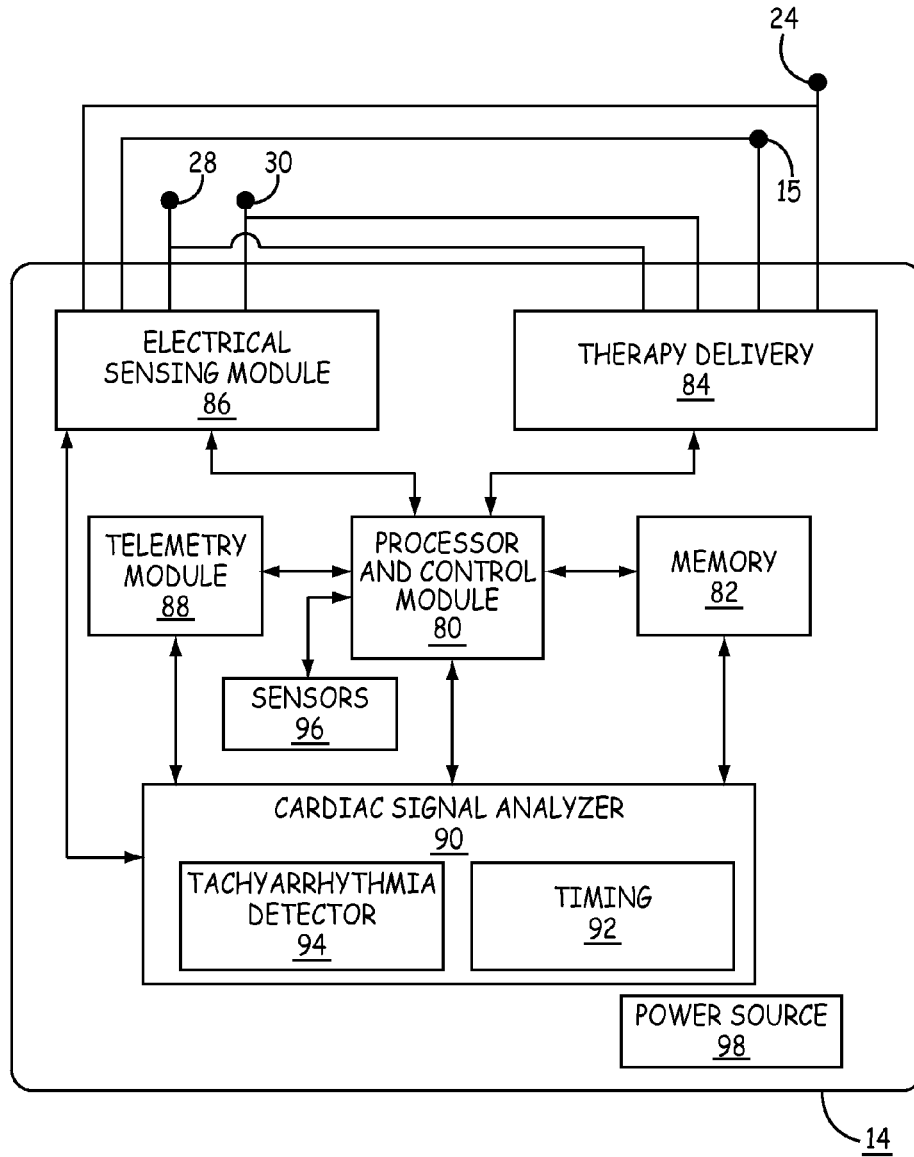 24
28
30
15
ELECTRICAL
SENSING MODULE
86
THERAPY DELIVERY
84
TELEMETRY
MODULE
88
PROCESSOR
AND CONTROL
MODULE
80
MEMORY
82
SENSORS
96
CARDIAC SIGNAL ANALYZER
90
TACHYARRHYTHMIA
DETECTOR
94
TIMING
92
POWER SOURCE
98
14